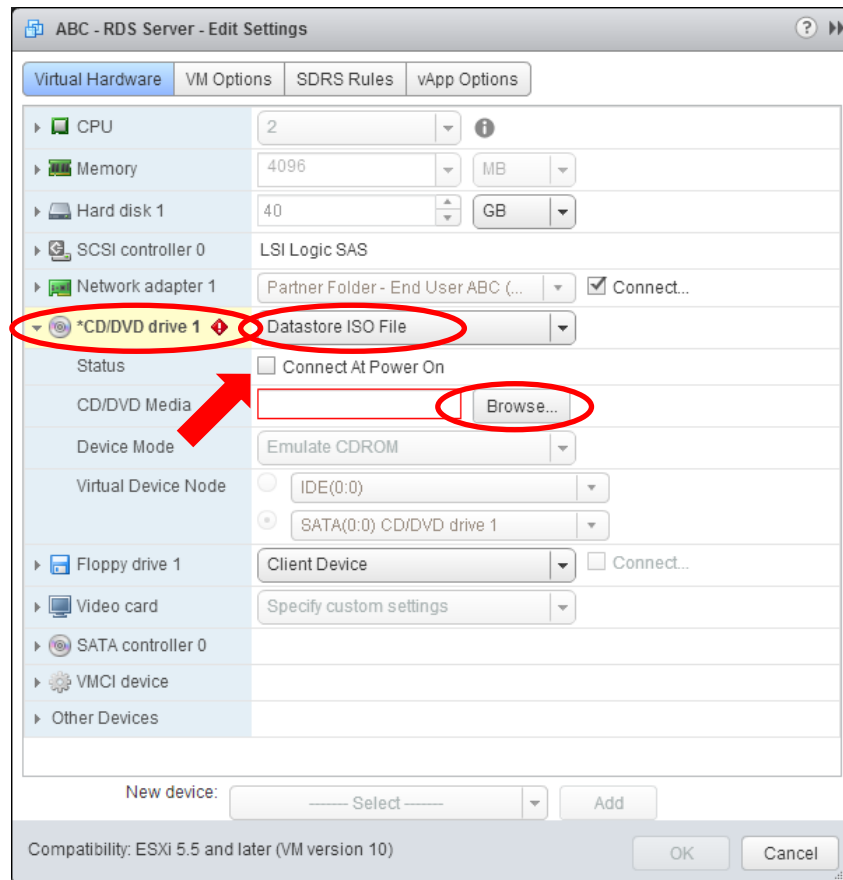 ABC - RDS Server - Edit Settings ?
Virtual Hardware VM Options SDRS Rules vApp Options
CPU 2
Memory 4096 MB
Hard disk 1 40 GB
SCSI controller 0 LSI Logic SAS
Network adapter 1 Partner Folder - End User ABC (... Connect...
*CD/DVD drive 1 Datastore ISO File
Status Connect At Power On
CD/DVD Media Browse...
Device Mode Emulate CDROM
Virtual Device Node IDE(0:0)
SATA(0:0) CD/DVD drive 1
Floppy drive 1 Client Device Connect...
Video card Specify custom settings
SATA controller 0
VMCI device
Other Devices
New device: ------- Select ------- Add
Compatibility: ESXi 5.5 and later (VM version 10) OK Cancel